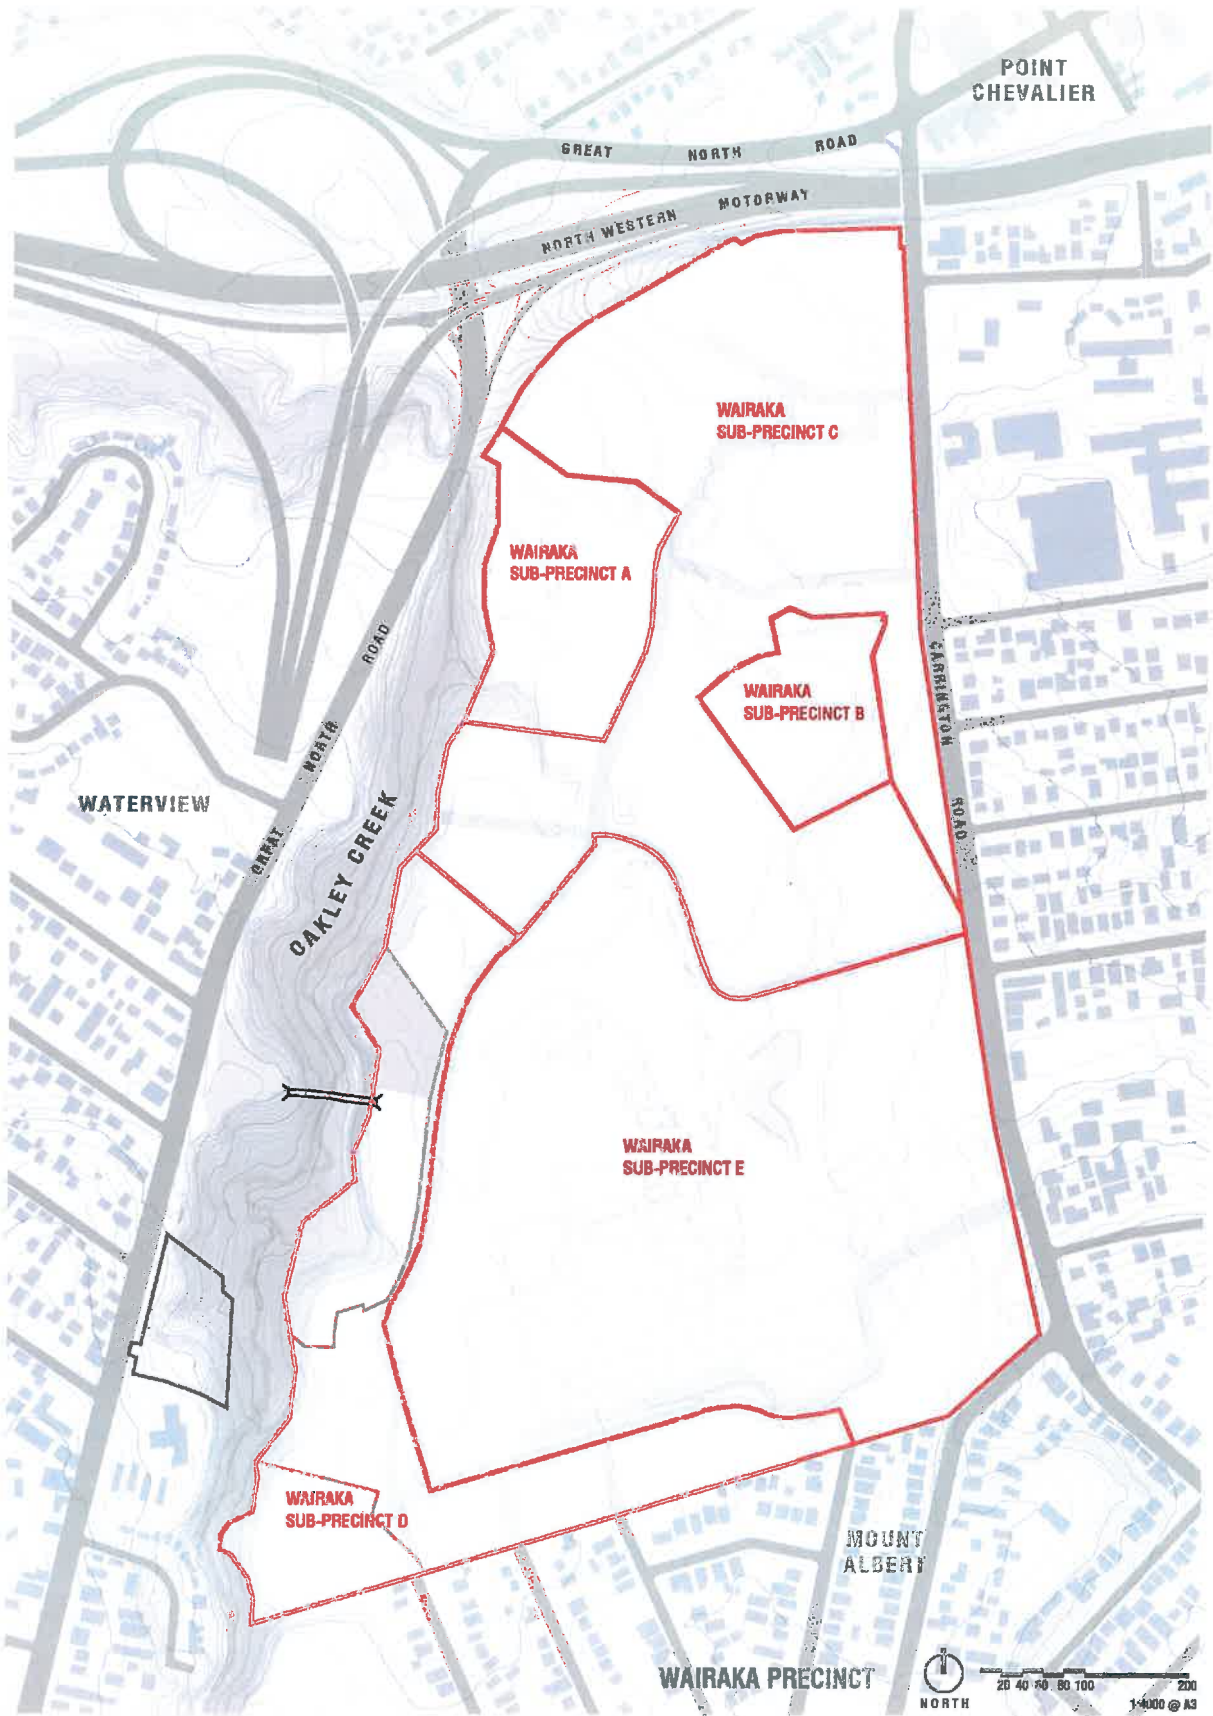 POINT
CHEVALIER
GREAT NORTH ROAD
NORTH WESTERN MOTORWAY
WAIRAKA
SUB-PRECINCT C
WAIRAKA
SUB-PRECINCT A
ROAD
NORTH
GREAT
CARRINGTON
ROAD
WAIRAKA
SUB-PRECINCT B
WATERVIEW
OAKLEY CREEK
WAIRAKA
SUB-PRECINCT E
WAIRAKA
SUB-PRECINCT D
MOUNT
ALBERT
WAIRAKA PRECINCT
NORTH
20 40 60 80 100 200
1:4000 @ A3